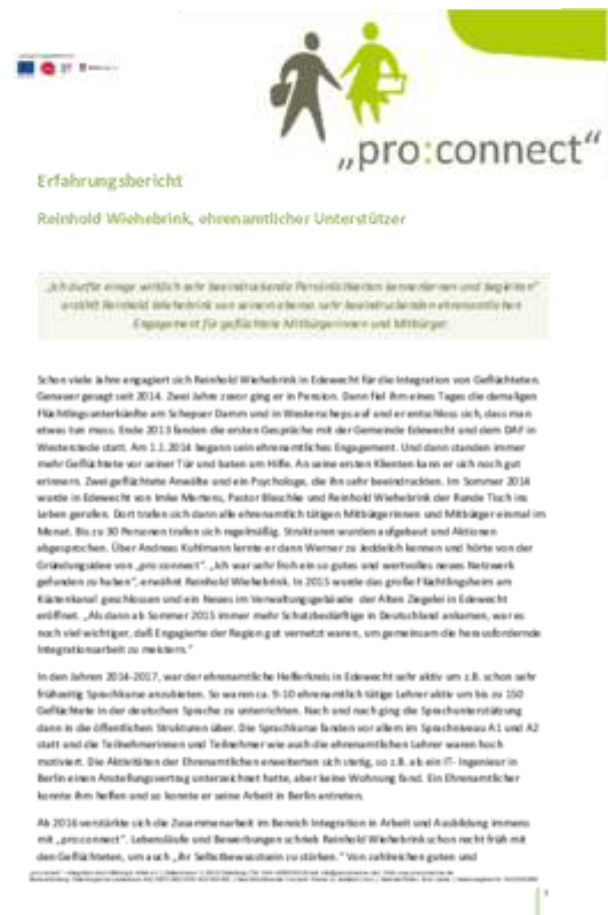 „pro:connect“
Erfahrungsbericht
Reinhold Wiehebrink, ehrenamtlicher Unterstützer
„Ich durfte einige wirklich sehr beeindruckende Persönlichkeiten kennenlernen und begleiten“
erzählt Reinhold Wiehebrink von seinem ebenso sehr beeindruckenden ehrenamtlichen
Engagement für geflüchtete Mitbürgerinnen und Mitbürger.
Schon viele Jahre engagiert sich Reinhold Wiehebrink in Edewecht für die Integration von Geflüchteten.
Genauer gesagt seit 2014. Zwei Jahre zuvor ging er in Pension. Dann fiel ihm eines Tages die damaligen
Flüchtlingsunterkünfte am Schepser Damm und in Westerscheps auf und er entschloss sich, dass man
etwas tun muss. Ende 2013 fanden die ersten Gespräche mit der Gemeinde Edewecht und dem DAF in
Westerstede statt. Am 1.1.2014 begann sein ehrenamtliches Engagement. Und dann standen immer
mehr Geflüchtete vor seiner Tür und baten um Hilfe. An seine ersten Klienten kann er sich noch gut
erinnern. Zwei geflüchtete Anwälte und ein Psychologe, die ihn sehr beeindruckten. Im Sommer 2014
wurde in Edewecht von Imke Martens, Pastor Blaschke und Reinhold Wiehebrink der Runde Tisch ins
Leben gerufen. Dort trafen sich dann alle ehrenamtlich tätigen Mitbürgerinnen und Mitbürger einmal im
Monat. Bis zu 30 Personen trafen sich regelmäßig. Strukturen wurden aufgebaut und Aktionen
abgesprochen. Über Andreas Kuhlmann lernte er dann Werner zu Jeddeloh kennen und hörte von der
Gründungsidee von „pro:connect“. „Ich war sehr froh ein so gutes und wertvolles neues Netzwerk
gefunden zu haben“, erwähnt Reinhold Wiehebrink. In 2015 wurde das große Flüchtlingsheim am
Küstenkanal geschlossen und ein Neues im Verwaltungsgebäude der Alten Ziegelei in Edewecht
eröffnet. „Als dann ab Sommer 2015 immer mehr Schutzbedürftige in Deutschland ankamen, war es
noch viel wichtiger, daß Engagierte der Region gut vernetzt waren, um gemeinsam die herausfordernde
Integrationsarbeit zu meistern.“
In den Jahren 2014-2017, war der ehrenamtliche Helferkreis in Edewecht sehr aktiv um z.B. schon sehr
frühzeitig Sprachkurse anzubieten. So waren ca. 9-10 ehrenamtlich tätige Lehrer aktiv um bis zu 150
Geflüchtete in der deutschen Sprache zu unterrichten. Nach und nach ging die Sprachunterstützung
dann in die öffentlichen Strukturen über. Die Sprachkurse fanden vor allem im Sprachniveau A1 und A2
statt und die Teilnehmerinnen und Teilnehmer wie auch die ehrenamtlichen Lehrer waren hoch
motiviert. Die Aktivitäten der Ehrenamtlichen erweiterten sich stetig, so z.B. als ein IT- Ingenieur in
Berlin einen Anstellungsvertrag unterzeichnet hatte, aber keine Wohnung fand. Ein Ehrenamtlicher
konnte ihm helfen und so konnte er seine Arbeit in Berlin antreten.
Ab 2016 verstärkte sich die Zusammenarbeit im Bereich Integration in Arbeit und Ausbildung immens
mit „pro:connect“. Lebensläufe und Bewerbungen schrieb Reinhold Wiehebrink schon recht früh mit
den Geflüchteten, um auch „ihr Selbstbewusstsein zu stärken.“ Von zahlreichen guten und